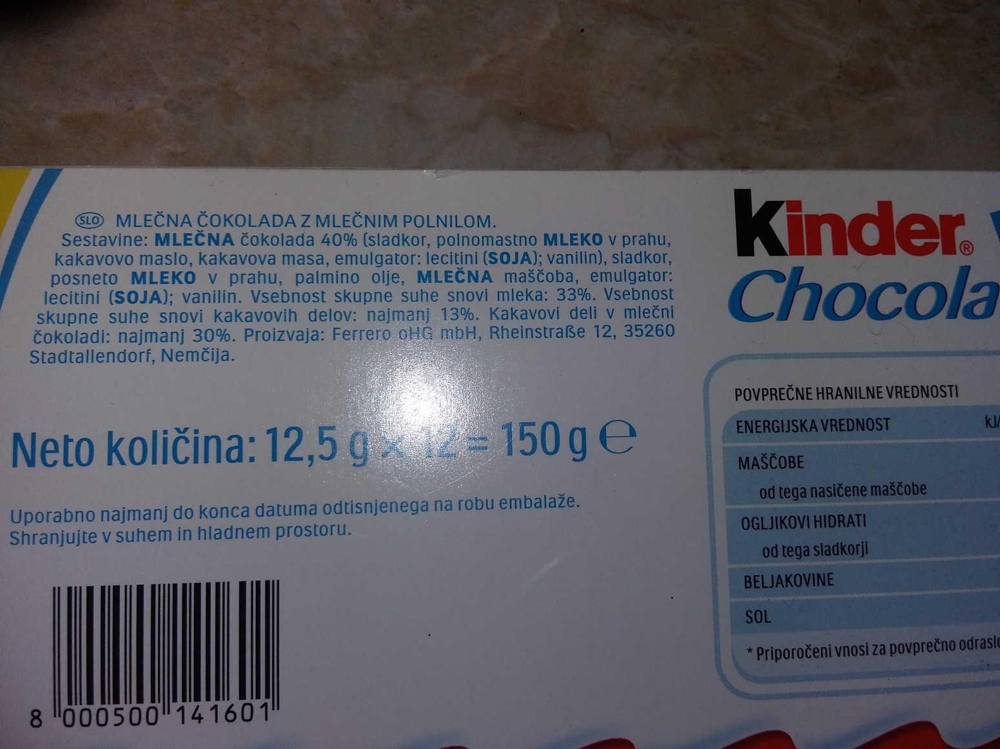 SLO MLEČNA ČOKOLADA Z MLEČNIM POLNILOM.
Sestavine: MLEČNA čokolada 40% (sladkor, polnomastno MLEKO v prahu,
kakavovo maslo, kakavova masa, emulgator: lecitini (SOJA); vanilin), sladkor,
posneto MLEKO v prahu, palmino olje, MLEČNA maščoba, emulgator:
lecitini (SOJA); vanilin. Vsebnost skupne suhe snovi mleka: 33%. Vsebnost
skupne suhe snovi kakavovih delov: najmanj 13%. Kakavovi deli v mlečni
čokoladi: najmanj 30%. Proizvaja: Ferrero oHG mbH, Rheinstraße 12, 35260
Stadtallendorf, Nemčija.
Neto količina: 12,5 g x 12 = 150 g e
Uporabno najmanj do konca datuma odtisnjenega na robu embalaže.
Shranjujte v suhem in hladnem prostoru.
8 000500 141601
Kinder®
Chocola
POVPREČNE HRANILNE VREDNOSTI
ENERGIJSKA VREDNOST kJ/
MAŠČOBE
od tega nasičene maščobe
OGLJIKOVI HIDRATI
od tega sladkorji
BELJAKOVINE
SOL
* Priporočeni vnosi za povprečno odraslo